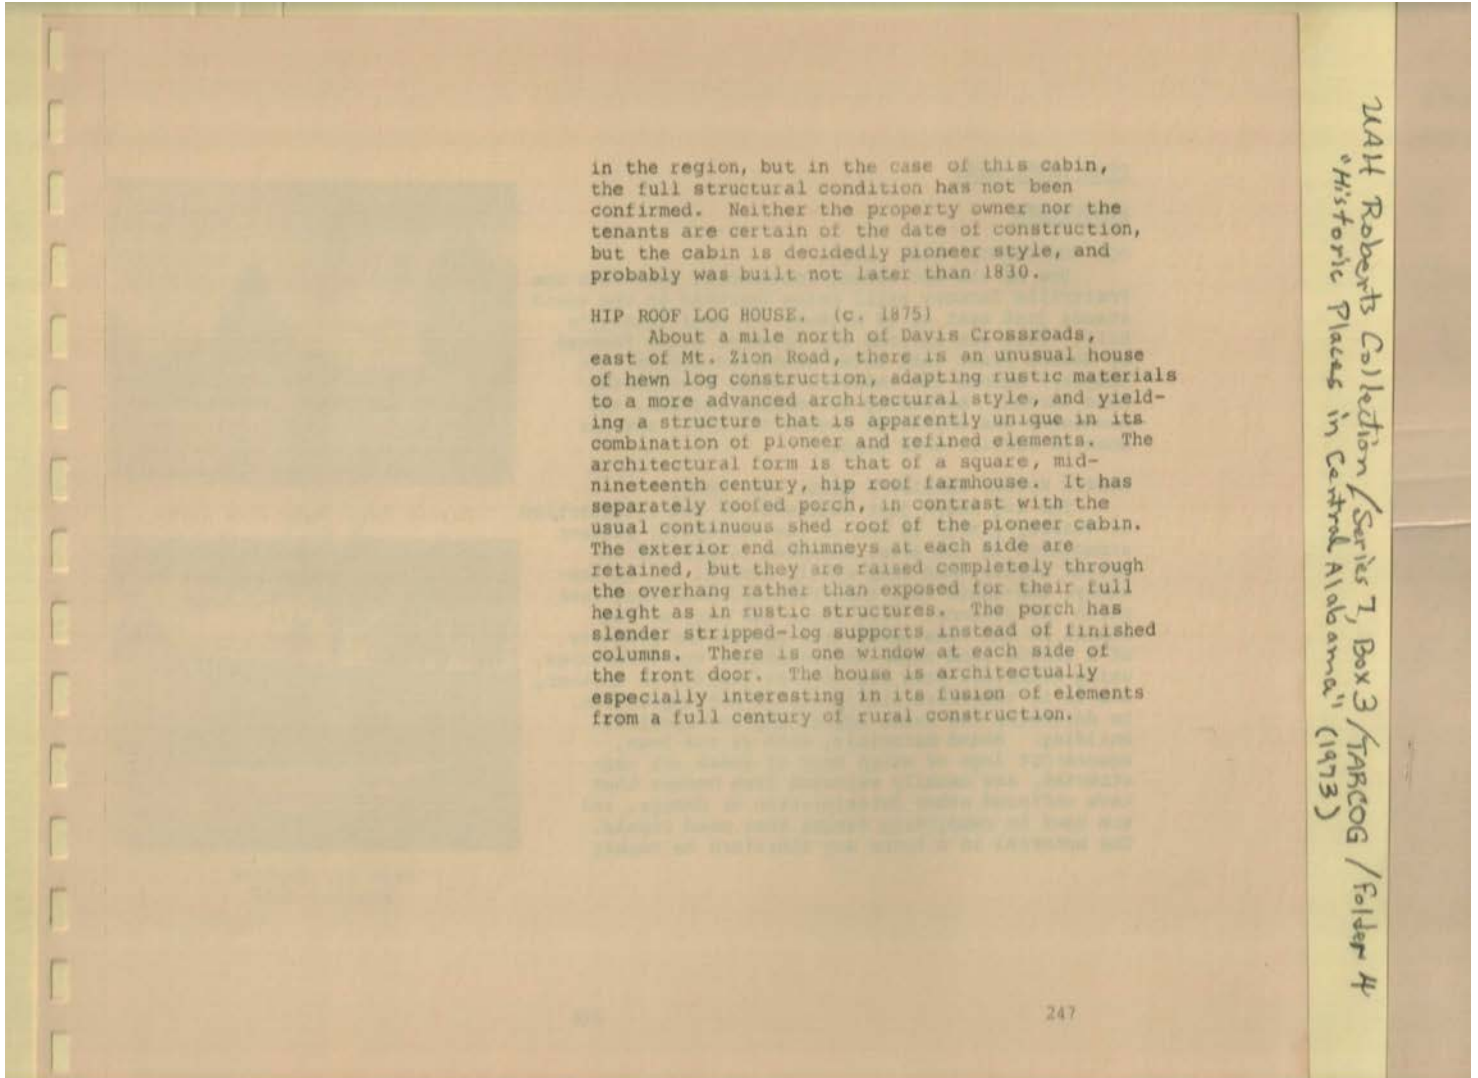 in the region, but in the case of this cabin,
the full structural condition has not been
confirmed.  Neither the property owner nor the
tenants are certain of the date of construction,
but the cabin is decidedly pioneer style, and
probably was built not later than 1830.
HIP ROOF LOG HOUSE.  (c. 1875)
About a mile north of Davis Crossroads,
east of Mt. Zion Road, there is an unusual house
of hewn log construction, adapting rustic materials
to a more advanced architectural style, and yield-
ing a structure that is apparently unique in its
combination of pioneer and refined elements.  The
architectural form is that of a square, mid-
nineteenth century, hip roof farmhouse.  It has
separately roofed porch, in contrast with the
usual continuous shed roof of the pioneer cabin.
The exterior end chimneys at each side are
retained, but they are raised completely through
the overhang rather than exposed for their full
height as in rustic structures.  The porch has
slender stripped-log supports instead of finished
columns.  There is one window at each side of
the front door.  The house is architecturally
especially interesting in its fusion of elements
from a full century of rural construction.
247
UAH Roberts Collection/Series 7, Box 3/TARCOG/Folder 4
"Historic Places in Central Alabama" (1973)